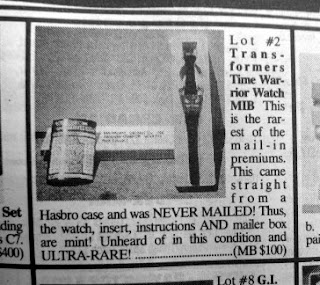 Lot #2
Trans-
formers
Time War-
rior Watch
MIB This
is the rar-
est of the
mail-in
premiums.
This came
straight
from a
Hasbro case and was NEVER MAILED! Thus,
the watch, insert, instructions AND mailer box
are mint! Unheard of in this condition and
ULTRA-RARE! (MB $100)
Set
ding
s C7.
$400)
b.
pai
Lot #8 G.I.